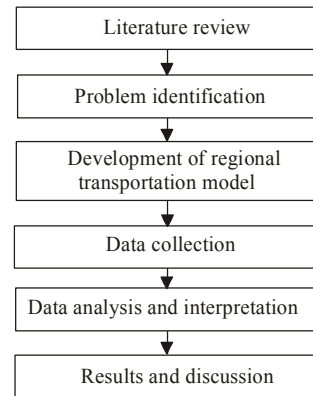 Literature review
Problem identification
Development of regional
transportation model
Data collection
Data analysis and interpretation
Results and discussion